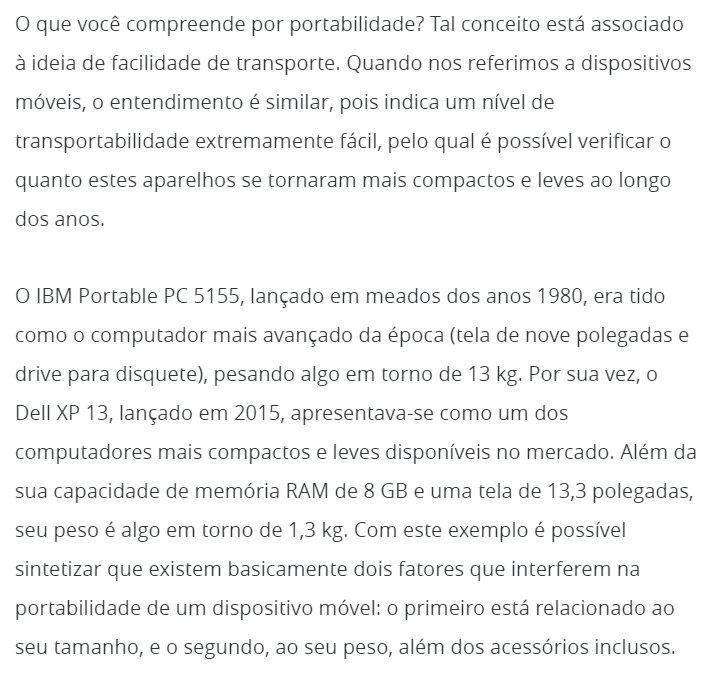 O que você compreende por portabilidade? Tal conceito está associado
à ideia de facilidade de transporte. Quando nos referimos a dispositivos
móveis, o entendimento é similar, pois indica um nível de
transportabilidade extremamente fácil, pelo qual é possível verificar o
quanto estes aparelhos se tornaram mais compactos e leves ao longo
dos anos.
O IBM Portable PC 5155, lançado em meados dos anos 1980, era tido
como o computador mais avançado da época (tela de nove polegadas e
drive para disquete), pesando algo em torno de 13 kg. Por sua vez, o
Dell XP 13, lançado em 2015, apresentava-se como um dos
computadores mais compactos e leves disponíveis no mercado. Além da
sua capacidade de memória RAM de 8 GB e uma tela de 13,3 polegadas,
seu peso é algo em torno de 1,3 kg. Com este exemplo é possível
sintetizar que existem basicamente dois fatores que interferem na
portabilidade de um dispositivo móvel: o primeiro está relacionado ao
seu tamanho, e o segundo, ao seu peso, além dos acessórios inclusos.